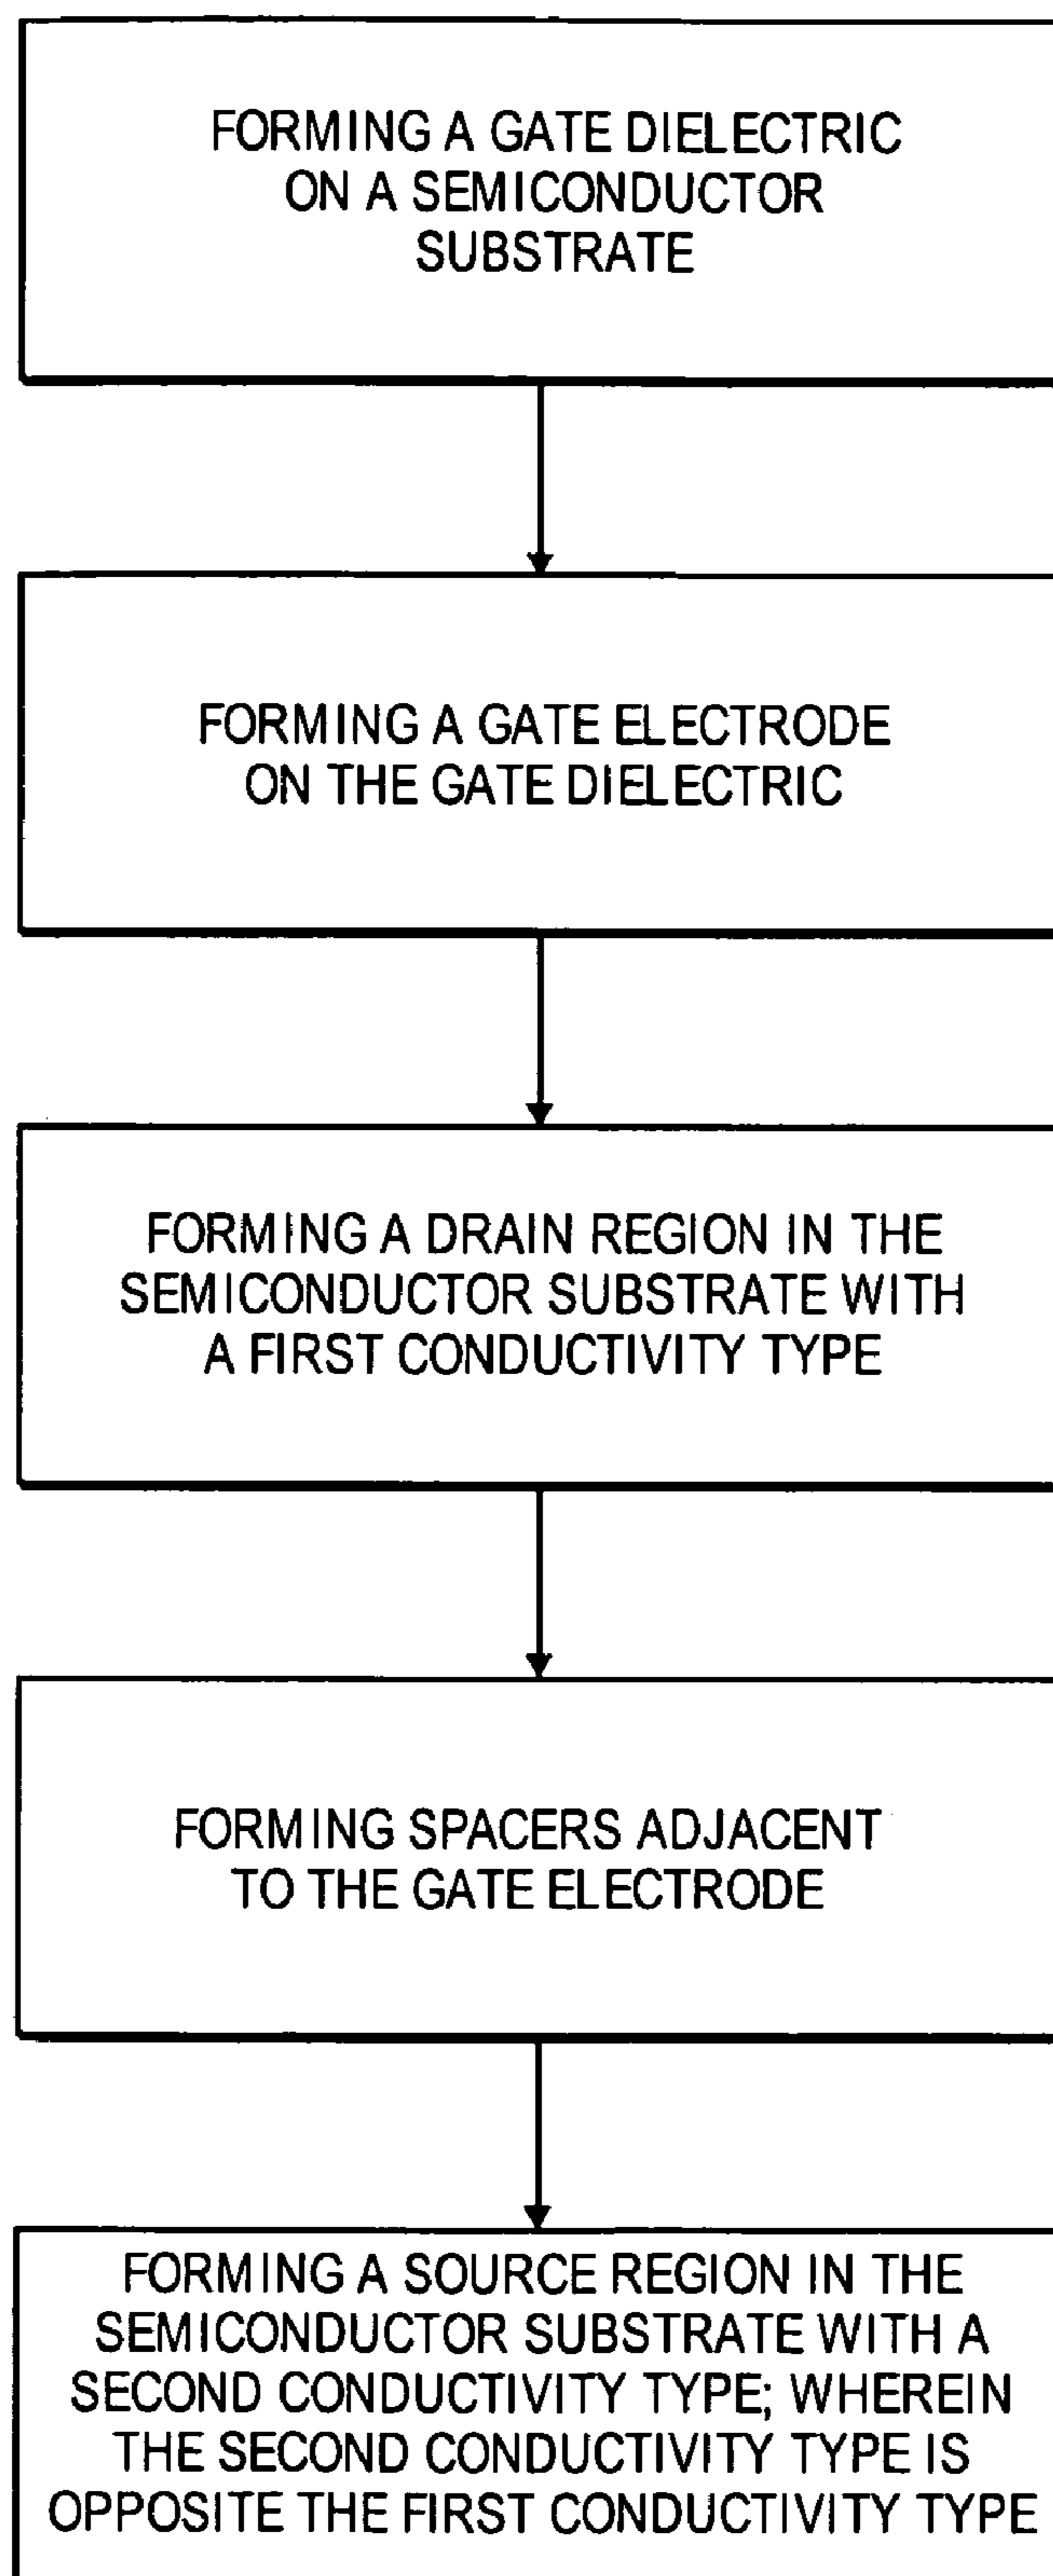 FORMING A GATE DIELECTRIC
ON A SEMICONDUCTOR
SUBSTRATE
FORMING A GATE ELECTRODE
ON THE GATE DIELECTRIC
FORMING A DRAIN REGION IN THE
SEMICONDUCTOR SUBSTRATE WITH
A FIRST CONDUCTIVITY TYPE
FORMING SPACERS ADJACENT
TO THE GATE ELECTRODE
FORMING A SOURCE REGION IN THE
SEMICONDUCTOR SUBSTRATE WITH A
SECOND CONDUCTIVITY TYPE; WHEREIN
THE SECOND CONDUCTIVITY TYPE IS
OPPOSITE THE FIRST CONDUCTIVITY TYPE